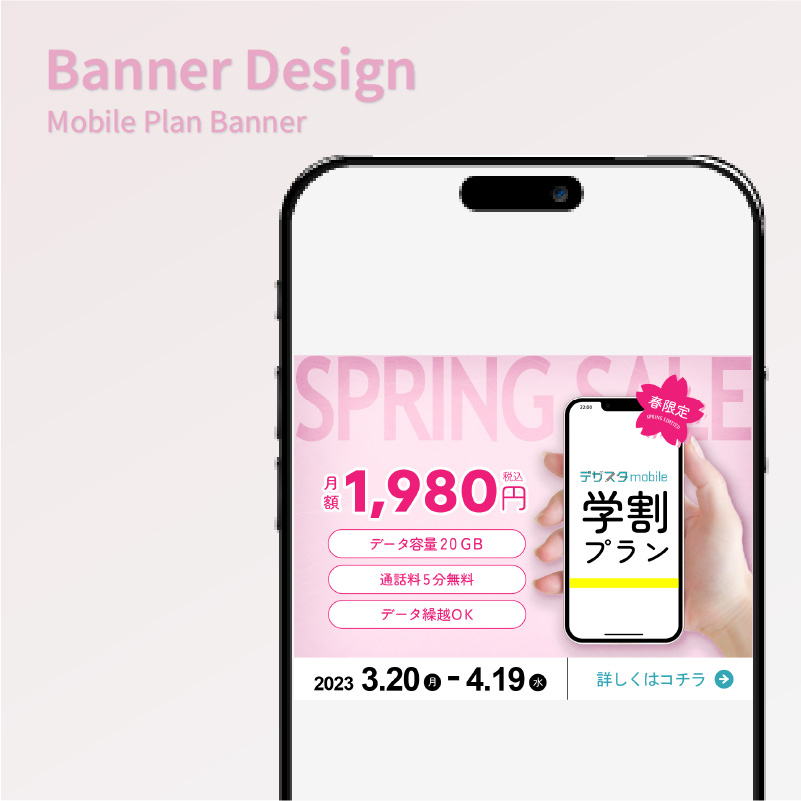 Banner Design
Mobile Plan Banner
SPRING SALE
春限定
SPRING LIMITED
22:00
月額1,980円
税込
データ容量20GB
通話料5分無料
データ繰越OK
デザスタmobile
学割
プラン
2023 3.20月-4.19水
詳しくはコチラ